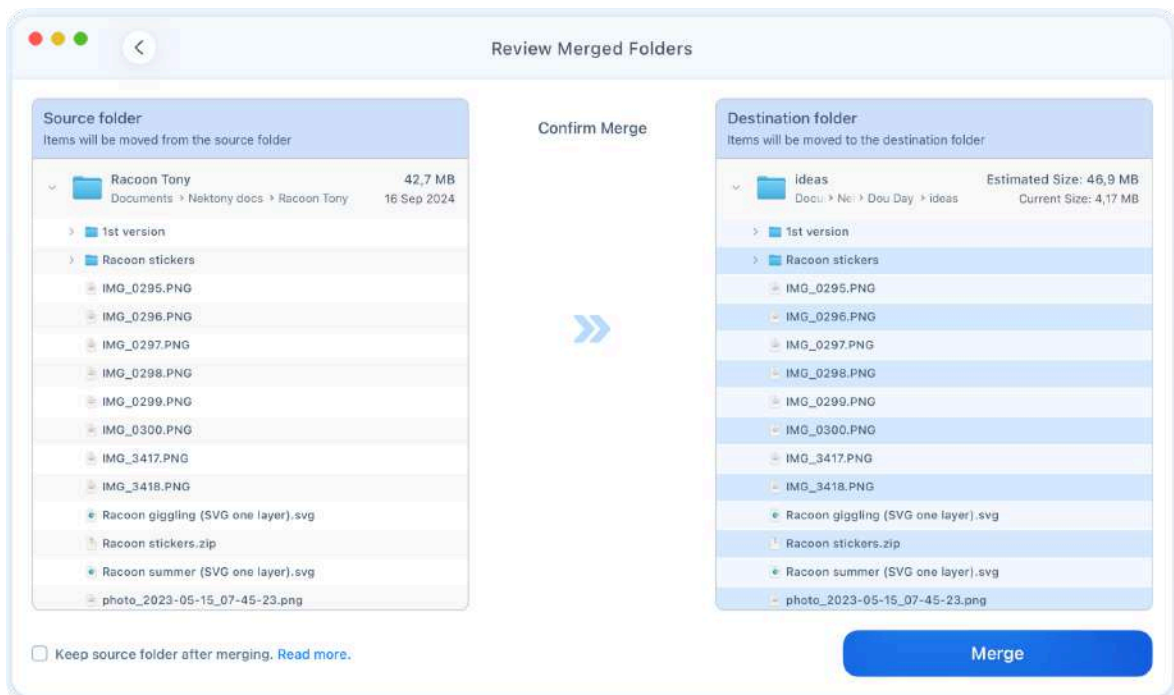 Review Merged Folders
Source folder
Items will be moved from the source folder
Racoon Tony 42,7 MB
Documents › Nektony docs › Racoon Tony 16 Sep 2024
1st version
Racoon stickers
IMG_0295.PNG
IMG_0296.PNG
IMG_0297.PNG
IMG_0298.PNG
IMG_0299.PNG
IMG_0300.PNG
IMG_3417.PNG
IMG_3418.PNG
Racoon giggling (SVG one layer).svg
Racoon stickers.zip
Racoon summer (SVG one layer).svg
photo_2023-05-15_07-45-23.png
Confirm Merge
Destination folder
Items will be moved to the destination folder
ideas Estimated Size: 46,9 MB
Docu › Nei › Dou Day › ideas Current Size: 4,17 MB
1st version
Racoon stickers
IMG_0295.PNG
IMG_0296.PNG
IMG_0297.PNG
IMG_0298.PNG
IMG_0299.PNG
IMG_0300.PNG
IMG_3417.PNG
IMG_3418.PNG
Racoon giggling (SVG one layer).svg
Racoon stickers.zip
Racoon summer (SVG one layer).svg
photo_2023-05-15_07-45-23.png
Keep source folder after merging. Read more.
Merge